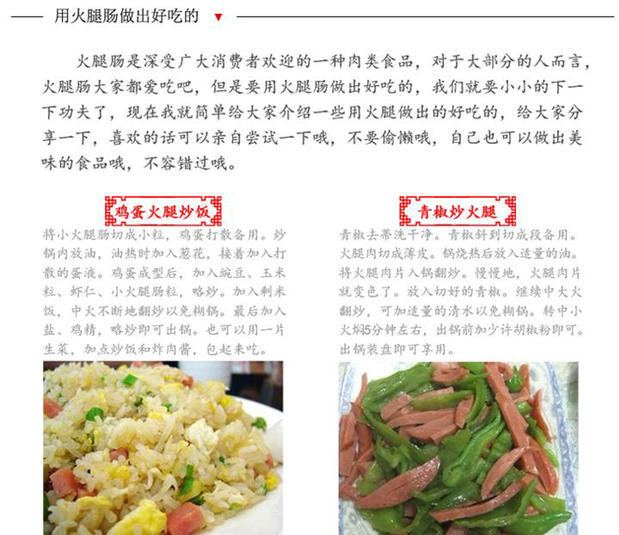 用火腿肠做出好吃的
火腿肠是深受广大消费者欢迎的一种肉类食品，对于大部分的人而言，
火腿肠大家都爱吃吧，但是要用火腿肠做出好吃的，我们就要小小的下一
下功夫了，现在我就简单给大家介绍一些用火腿做出的好吃的，给大家分
享一下，喜欢的话可以亲自尝试一下哦，不要偷懒哦，自己也可以做出美
味的食品哦，不容错过哦。
鸡蛋火腿炒饭
将小火腿肠切成小粒，鸡蛋打散备用。炒
锅内放油，油热时加入葱花，接着加入打
散的蛋液。鸡蛋成型后，加入豌豆、玉米
粒、虾仁、小火腿肠粒，略炒。加入剩米
饭，中火不断地翻炒以免糊锅。最后加入
盐、鸡精，略炒即可出锅。也可以用一片
生菜，加点炒饭和炸肉酱，包起来吃。
青椒炒火腿
青椒去蒂洗干净。青椒斜到切成段备用。
火腿肉切成薄皮。锅烧热后放入适量的油。
将火腿肉片入锅翻炒。慢慢地，火腿肉片
就变色了。放入切好的青椒。继续中大火
翻炒，可加适量的清水以免糊锅。转中小
火焖5分钟左右，出锅前加少许胡椒粉即可。
出锅装盘即可享用。